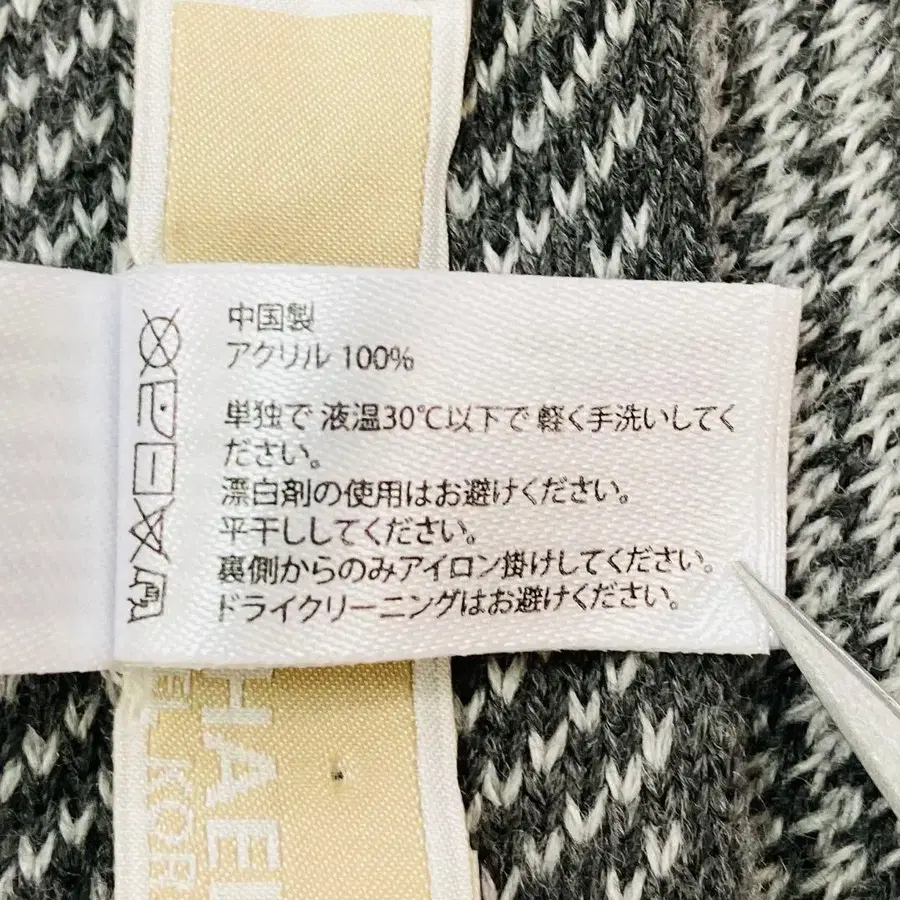 中国製
アクリル 100%
単独で 液温30℃以下で 軽く手洗いしてく
ださい。
漂白剤の使用はお避けください。
平干ししてください。
裏側からのみアイロン掛けしてください。
ドライクリーニングはお避けください。
HAEL
EL KOR